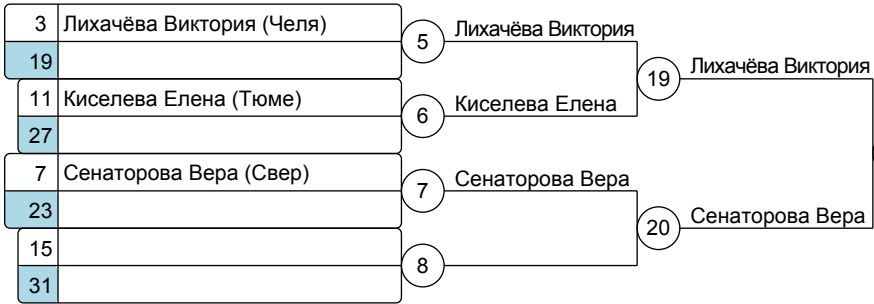 3 Лихачёва Виктория (Челя)
19
5
Лихачёва Виктория
11 Киселева Елена (Тюме)
27
6
Киселева Елена
19
Лихачёва Виктория
7 Сенаторова Вера (Свер)
23
7
Сенаторова Вера
15
31
8
20
Сенаторова Вера